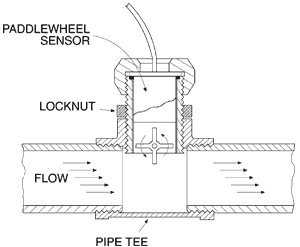 PADDLEWHEEL
SENSOR
LOCKNUT
FLOW
PIPE TEE